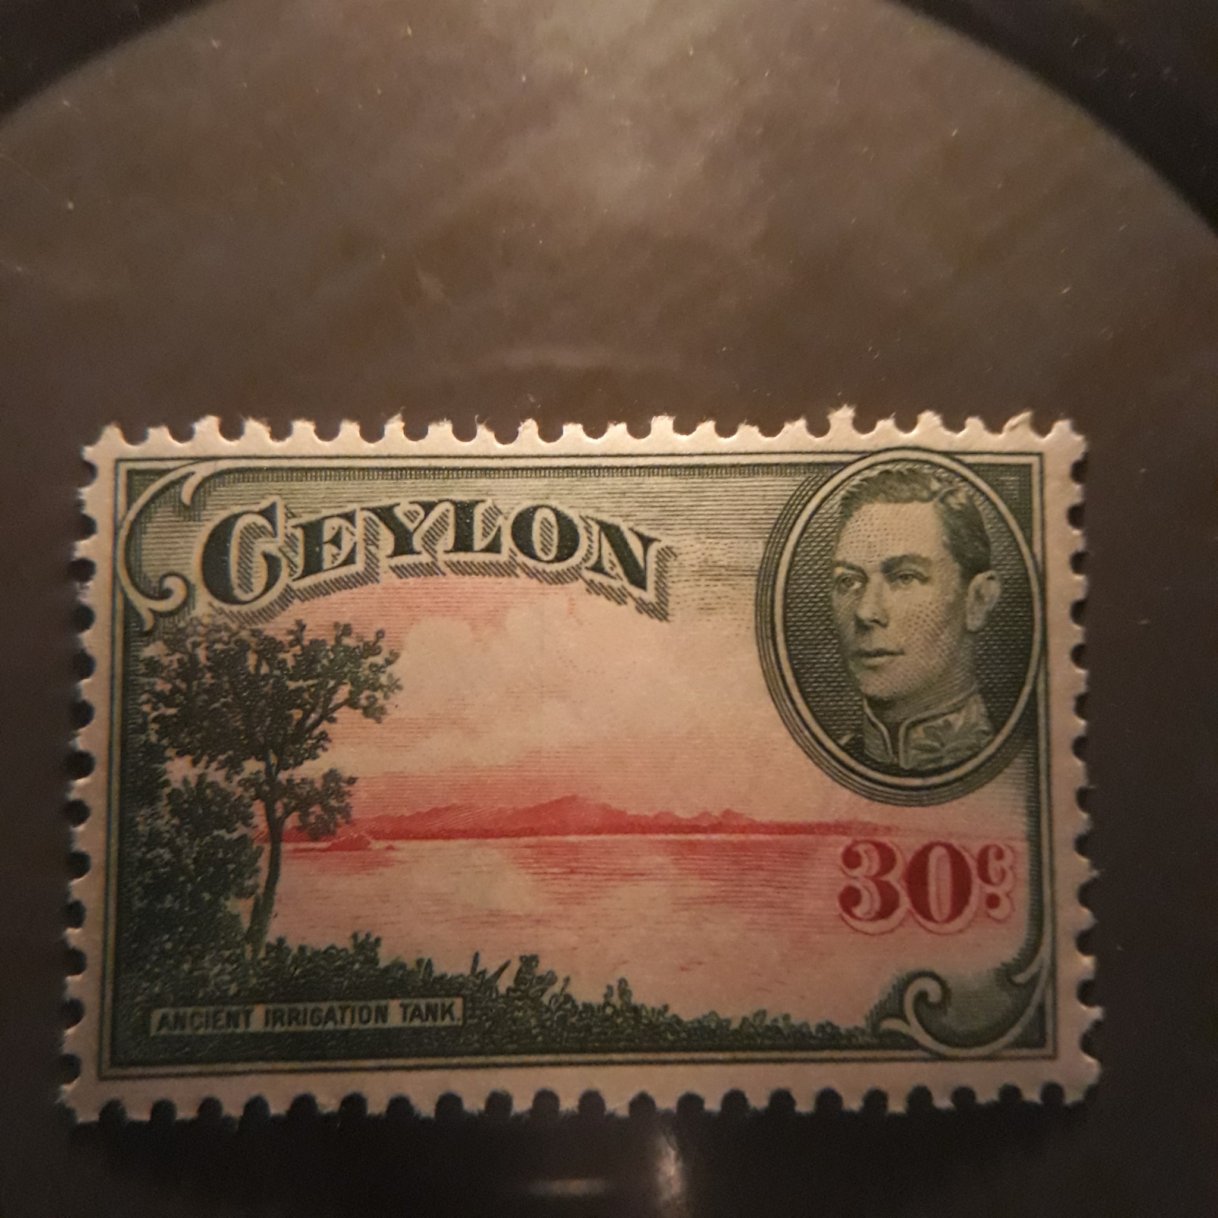 CEYLON
30c.
ANCIENT IRRIGATION TANK.